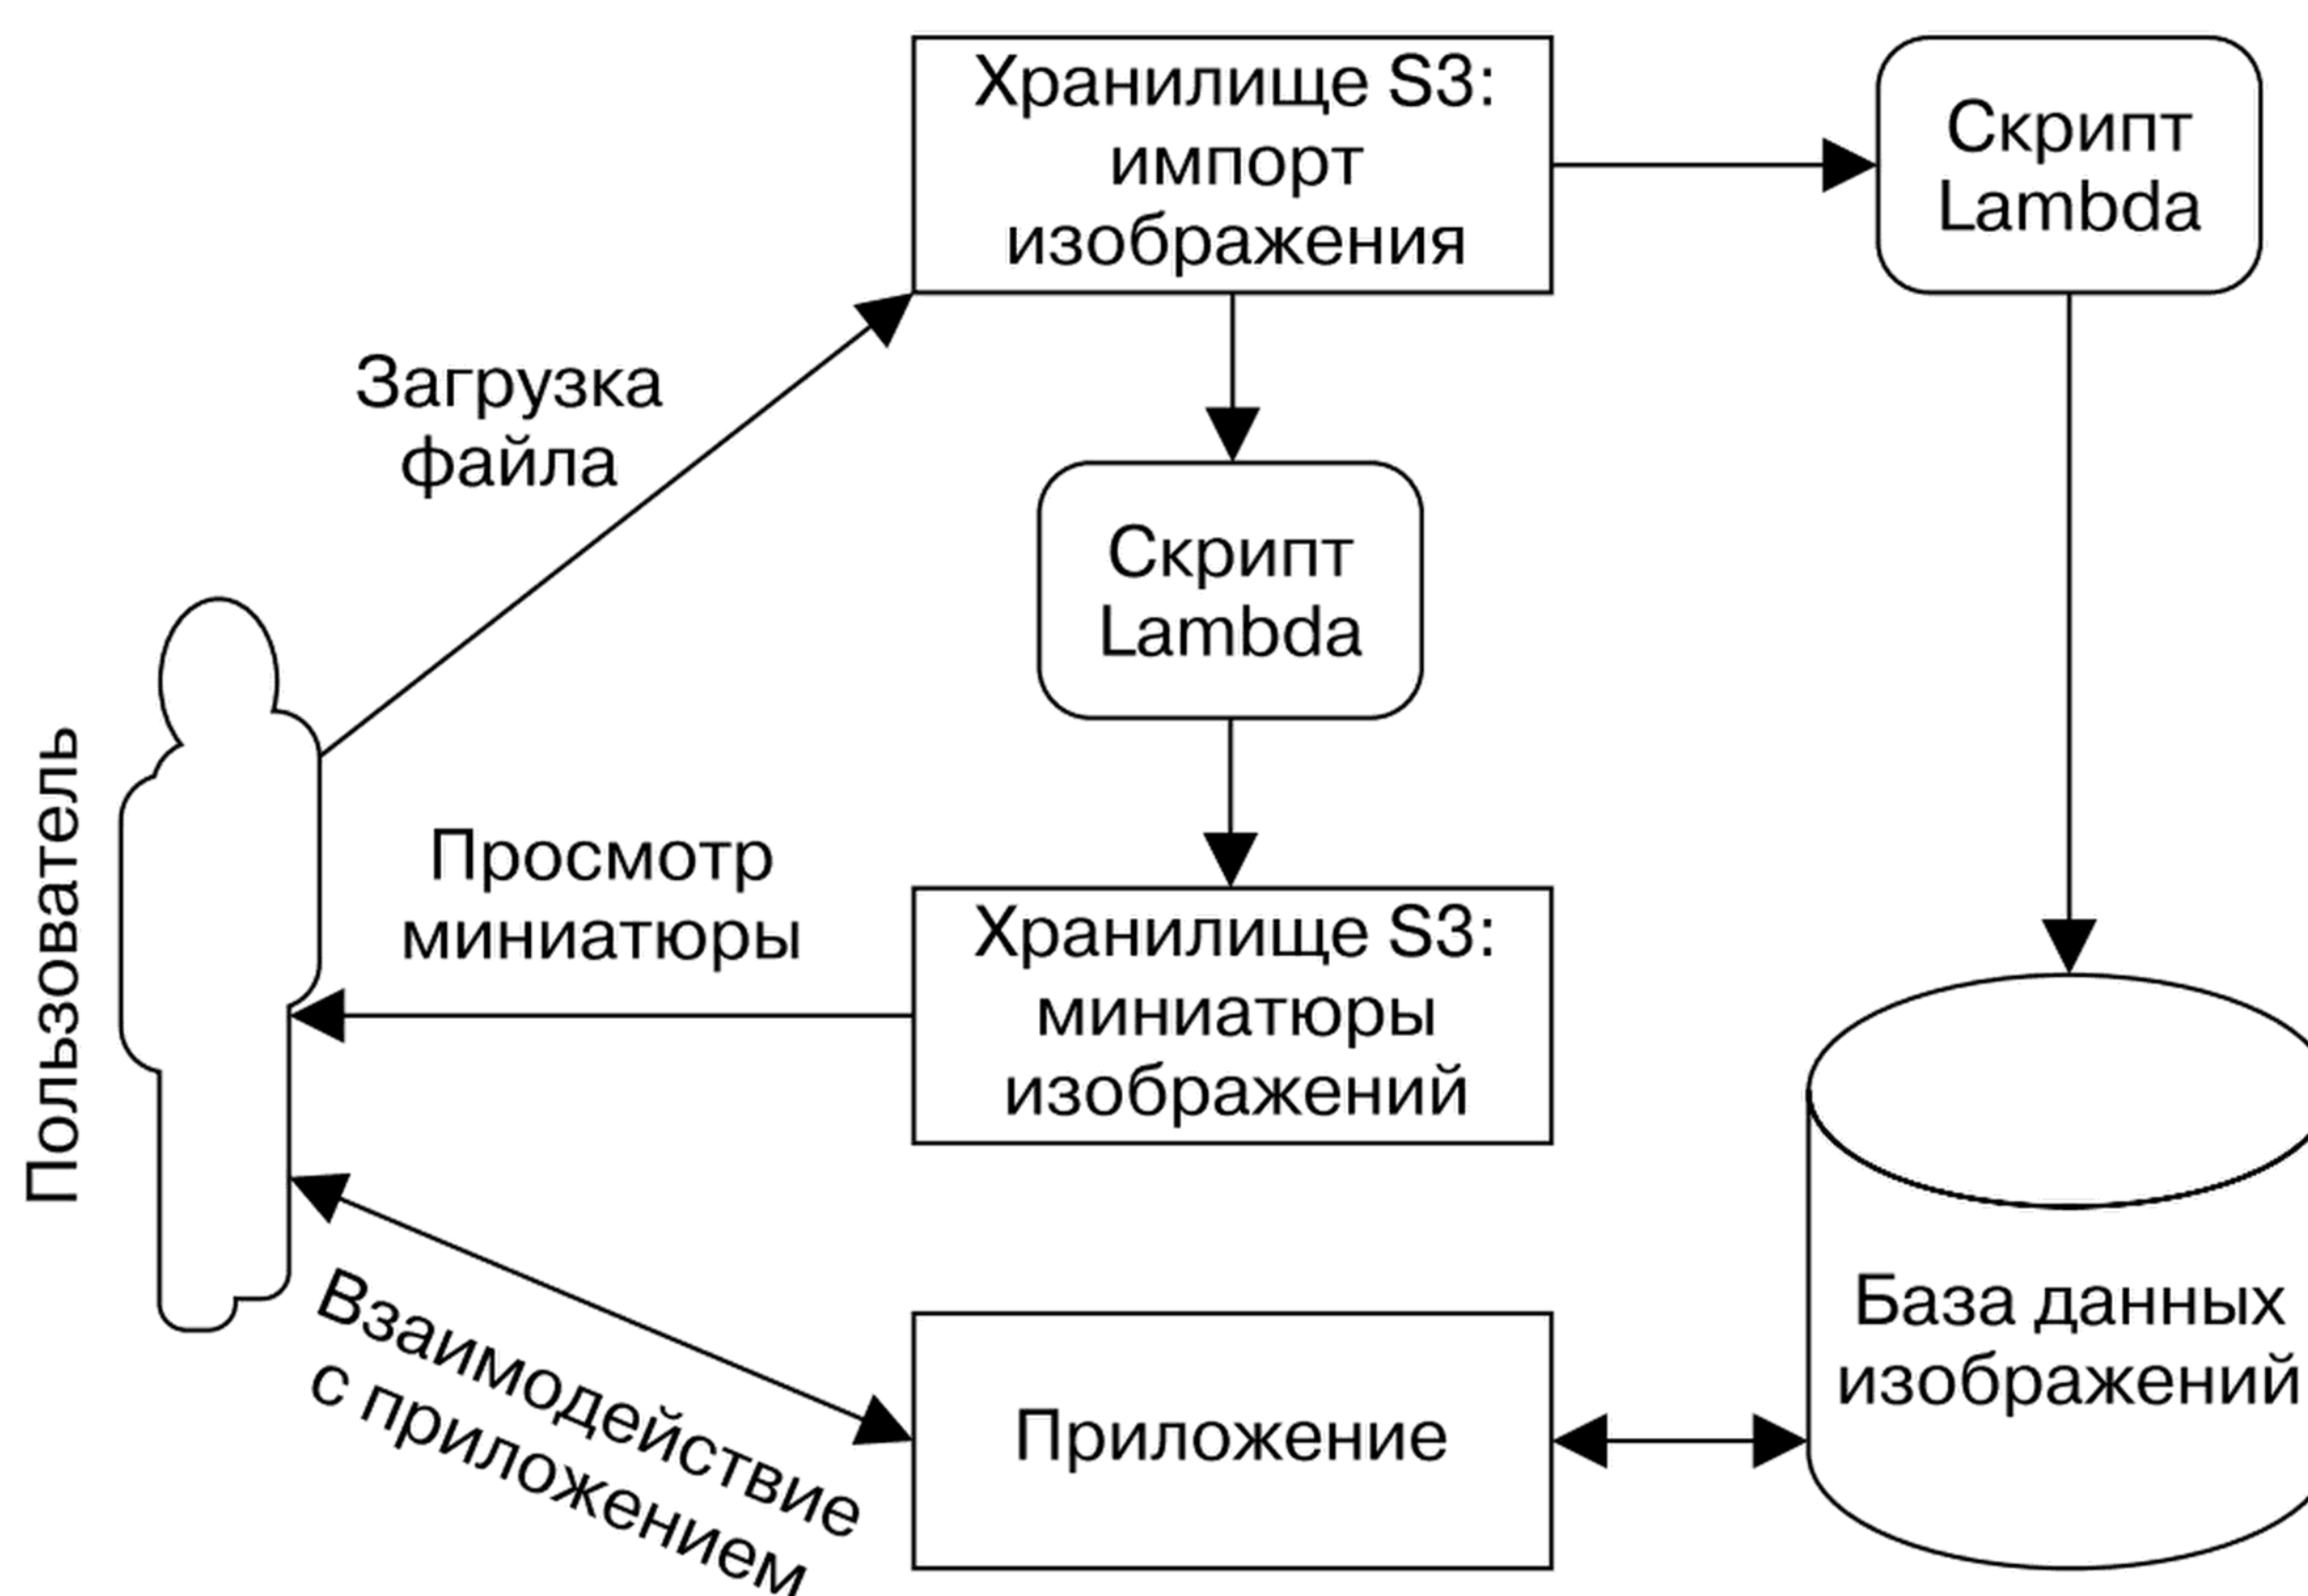 Хранилище S3:
импорт
изображения
Скрипт
Lambda
Загрузка
файла
Скрипт
Lambda
Пользователь
Просмотр
миниатюры
Хранилище S3:
миниатюры
изображений
База данных
изображений
Взаимодействие
с приложением
Приложение